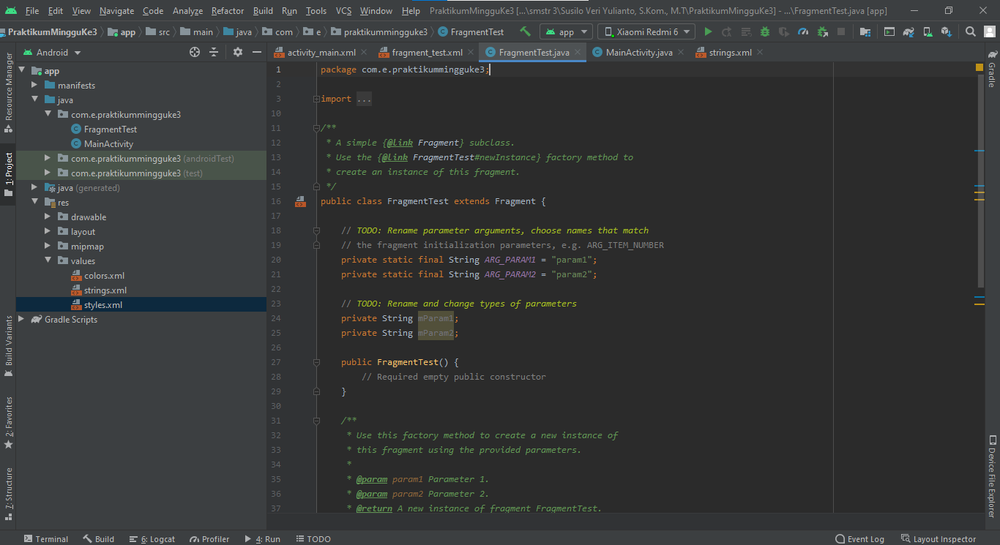 File Edit View Navigate Code Analyze Refactor Build Run Tools VCS Window Help PraktikumMingguKe3 [...\smstr 3\Susilo Veri Yulianto, S.Kom., M.T\PraktikumMingguKe3] - ...\FragmentTest.java [app]
PraktikumMingguKe3 app src main java com e praktikummingguke3 FragmentTest app Xiaomi Redmi 6
Android
activity_main.xml fragment_test.xml FragmentTest.java MainActivity.java strings.xml
Resource Manager
1: Project
Build Variants
2: Favorites
7: Structure
app
manifests
java
com.e.praktikummingguke3
FragmentTest
MainActivity
com.e.praktikummingguke3 (androidTest)
com.e.praktikummingguke3 (test)
java (generated)
res
drawable
layout
mipmap
values
colors.xml
strings.xml
styles.xml
Gradle Scripts
1 package com.e.praktikummingguke3;
2
3 import ...
10
11 /**
12 * A simple {@link Fragment} subclass.
13 * Use the {@link FragmentTest#newInstance} factory method to
14 * create an instance of this fragment.
15 */
16 public class FragmentTest extends Fragment {
17
18 // TODO: Rename parameter arguments, choose names that match
19 // the fragment initialization parameters, e.g. ARG_ITEM_NUMBER
20 private static final String ARG_PARAM1 = "param1";
21 private static final String ARG_PARAM2 = "param2";
22
23 // TODO: Rename and change types of parameters
24 private String mParam1;
25 private String mParam2;
26
27 public FragmentTest() {
28 // Required empty public constructor
29 }
30
31 /**
32 * Use this factory method to create a new instance of
33 * this fragment using the provided parameters.
34 *
35 * @param param1 Parameter 1.
36 * @param param2 Parameter 2.
37 * @return A new instance of fragment FragmentTest.
Gradle
Device File Explorer
Terminal Build 6: Logcat Profiler 4: Run TODO Event Log Layout Inspector